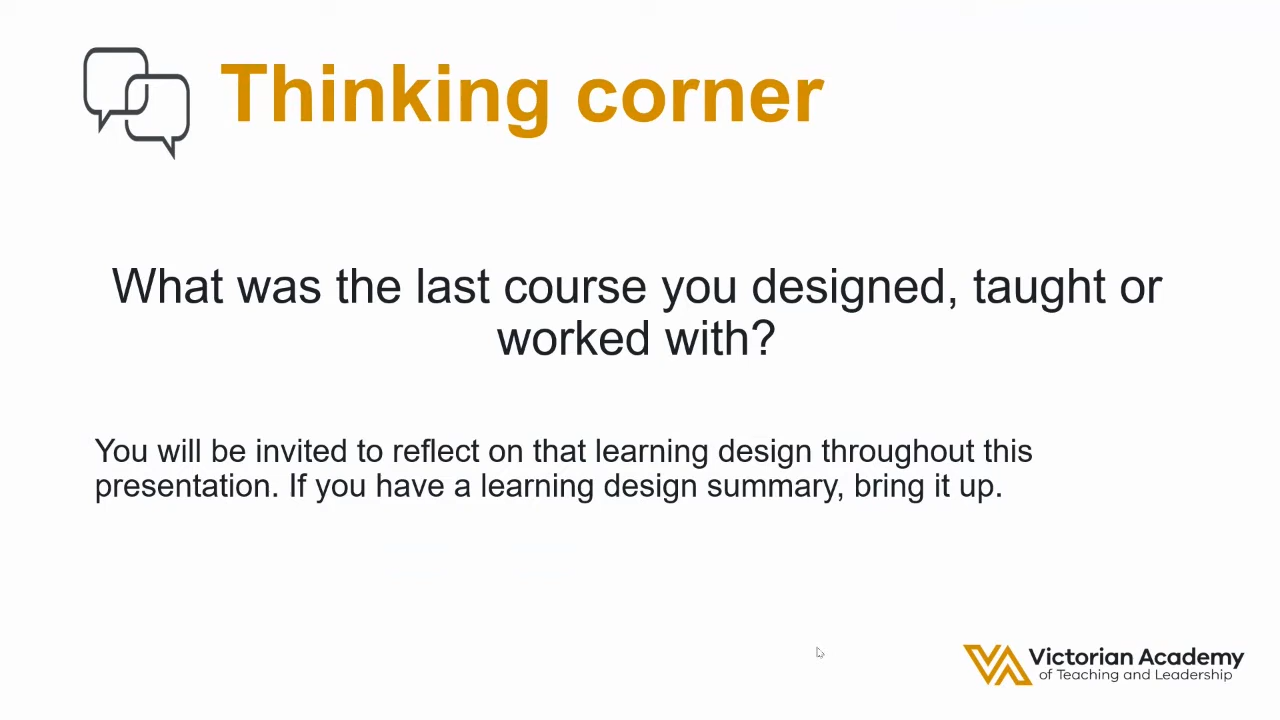 Thinking corner
What was the last course you designed, taught or
worked with?
You will be invited to reflect on that learning design throughout this
presentation. If you have a learning design summary, bring it up.
Victorian Academy
of Teaching and Leadership